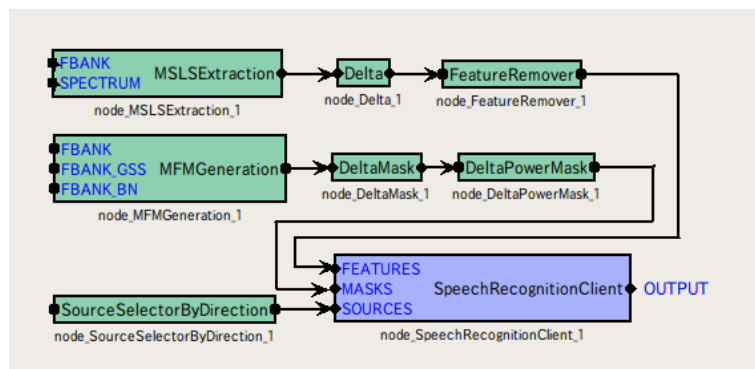 FBANK
SPECTRUM
MSLSExtraction
node_MSLSExtraction_1
Delta
node_Delta_1
FeatureRemover
node_FeatureRemover_1
FBANK
FBANK_GSS
FBANK_BN
MFMGeneration
node_MFMGeneration_1
DeltaMask
node_DeltaMask_1
DeltaPowerMask
node_DeltaPowerMask_1
SourceSelectorByDirection
node_SourceSelectorByDirection_1
FEATURES
MASKS
SOURCES
SpeechRecognitionClient
OUTPUT
node_SpeechRecognitionClient_1